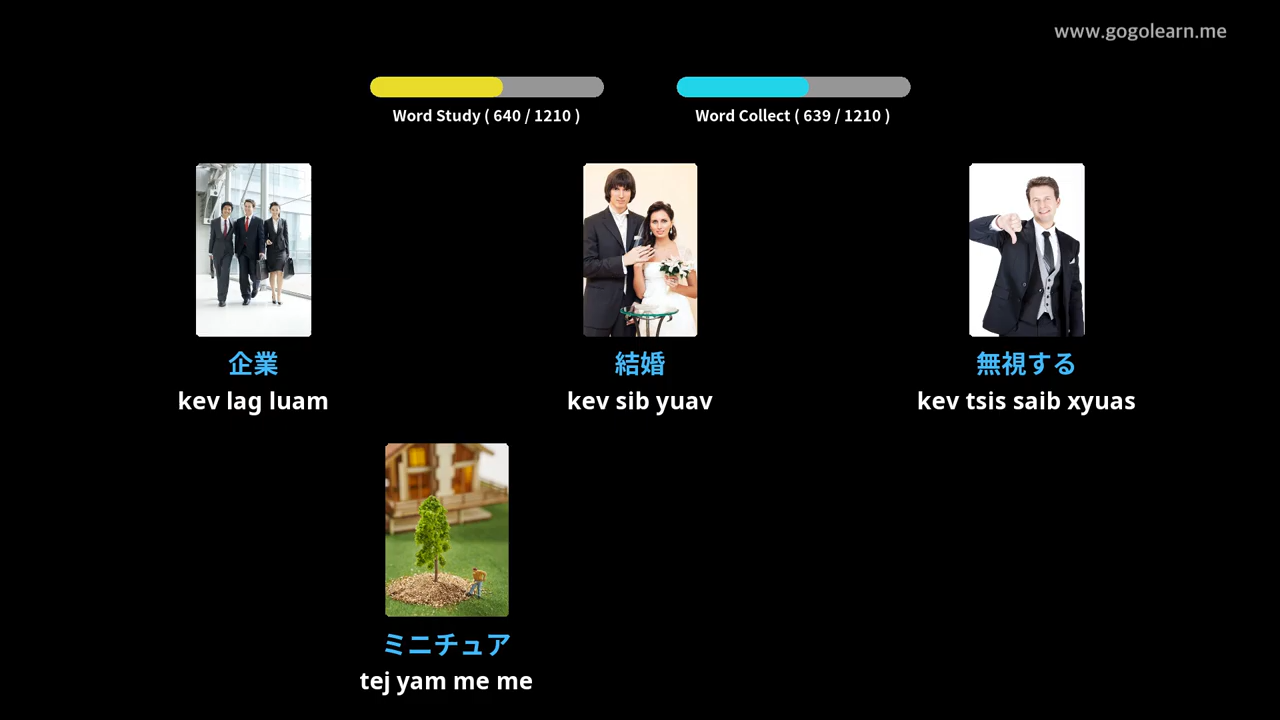 www.gogolearn.me
Word Study ( 640 / 1210 )
Word Collect ( 639 / 1210 )
企業
kev lag luam
結婚
kev sib yuav
無視する
kev tsis saib xyuas
ミニチュア
tej yam me me